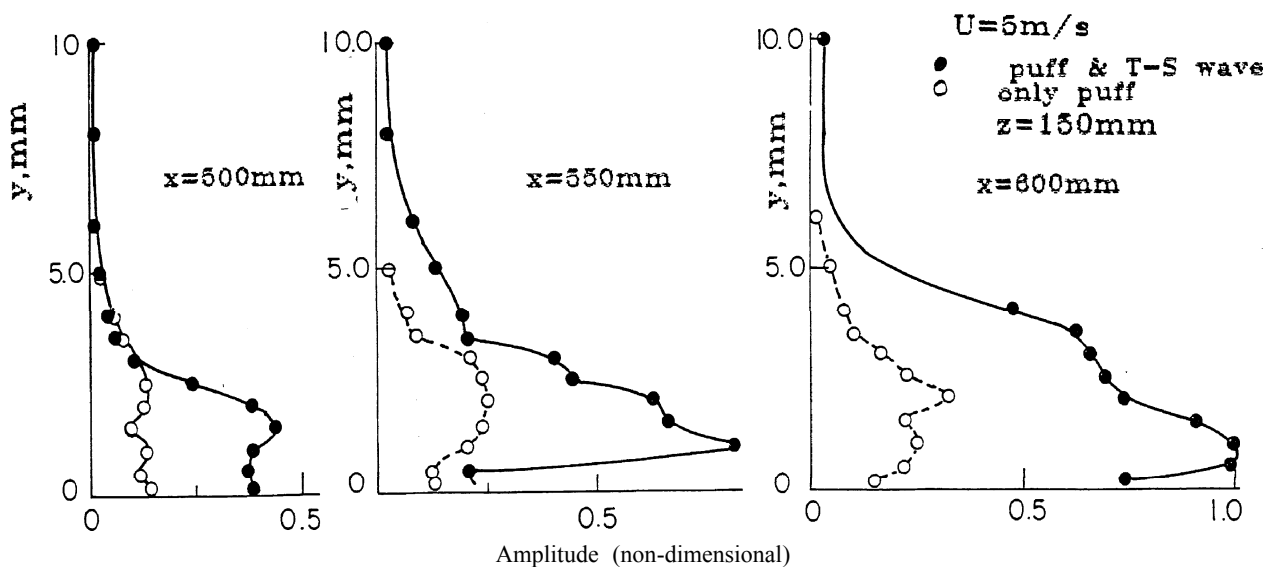 U=5m/s
● puff & T-S wave
○ only puff
z=150mm
10
5.0
0
y,mm
x=500mm
0
0.5
10.0
5.0
0
y,mm
x=550mm
0.5
10.0
5.0
0
y,mm
x=600mm
0
0.5
1.0
Amplitude (non-dimensional)